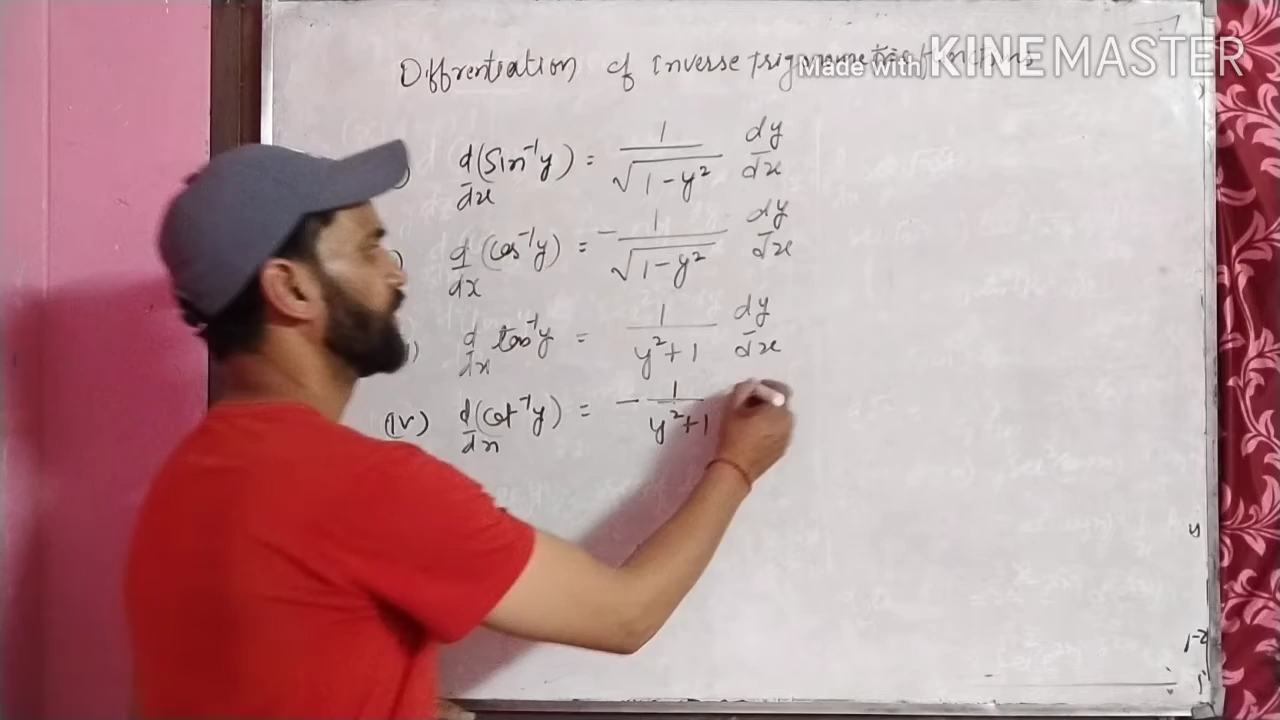 Diffrentiation of Inverse trigonometric functions
Made with KINEMASTER
d/dx (Sin⁻¹y) = 1/√(1-y²) dy/dx
d/dx (Cos⁻¹y) = -1/√(1-y²) dy/dx
d/dx tan⁻¹y = 1/(y²+1) dy/dx
(iv) d/dx (Cot⁻¹y) = -1/(y²+1)